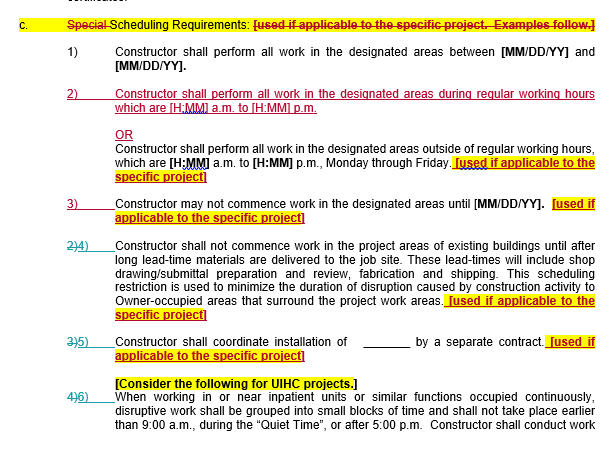 c. Special Scheduling Requirements: [used if applicable to the specific project. Examples follow.]
1) Constructor shall perform all work in the designated areas between [MM/DD/YY] and
[MM/DD/YY].
2) Constructor shall perform all work in the designated areas during regular working hours
which are [H:MM] a.m. to [H:MM] p.m.
OR
Constructor shall perform all work in the designated areas outside of regular working hours,
which are [H:MM] a.m. to [H:MM] p.m., Monday through Friday. [used if applicable to the
specific project]
3) Constructor may not commence work in the designated areas until [MM/DD/YY]. [used if
applicable to the specific project]
2)4) Constructor shall not commence work in the project areas of existing buildings until after
long lead-time materials are delivered to the job site. These lead-times will include shop
drawing/submittal preparation and review, fabrication and shipping. This scheduling
restriction is used to minimize the duration of disruption caused by construction activity to
Owner-occupied areas that surround the project work areas. [used if applicable to the
specific project]
3)5) Constructor shall coordinate installation of _______ by a separate contract. [used if
applicable to the specific project]
[Consider the following for UIHC projects.]
4)6) When working in or near inpatient units or similar functions occupied continuously,
disruptive work shall be grouped into small blocks of time and shall not take place earlier
than 9:00 a.m., during the “Quiet Time”, or after 5:00 p.m. Constructor shall conduct work